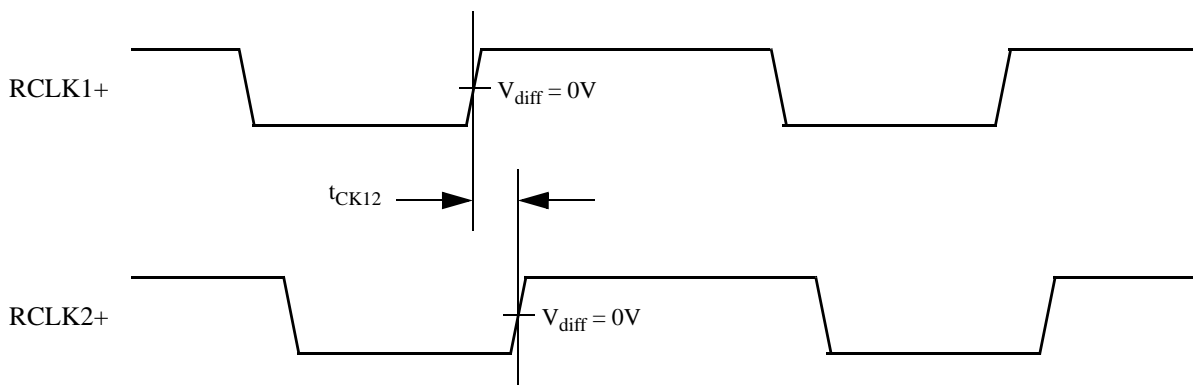 RCLK1+
V_diff = 0V
t_CK12
RCLK2+
V_diff = 0V